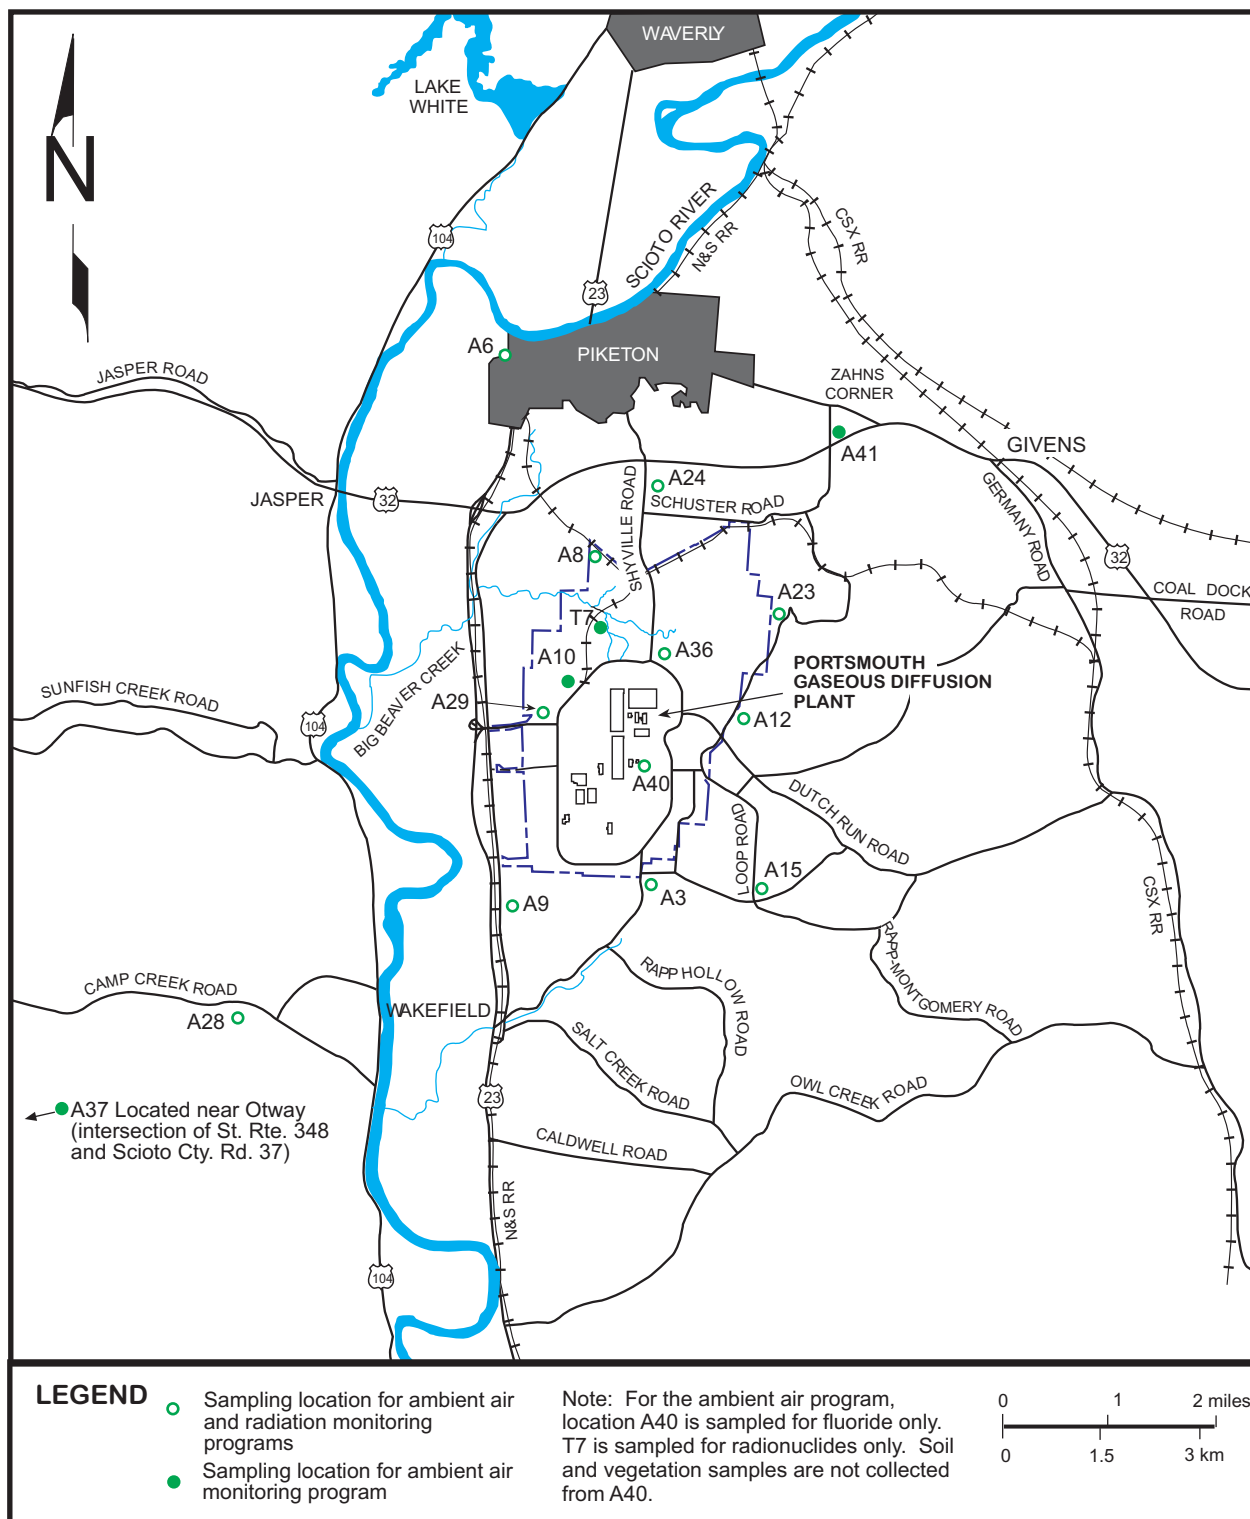 WAVERLY
LAKE
WHITE
N
104
SCIOTO RIVER
N&S RR
CSX RR
23
A6
PIKETON
JASPER ROAD
ZAHNS
CORNER
A41
GIVENS
JASPER
32
A24
SCHUSTER ROAD
SHYVILLE ROAD
GERMANY ROAD
32
A8
COAL DOCK
ROAD
A23
T7
A36
A10
PORTSMOUTH
GASEOUS DIFFUSION
PLANT
SUNFISH CREEK ROAD
104
BIG BEAVER CREEK
A29
A12
A40
DUTCH RUN ROAD
LOOP ROAD
A15
A3
A9
CSX RR
RAPP-MONTGOMERY ROAD
RAPP HOLLOW ROAD
CAMP CREEK ROAD
A28
WAKEFIELD
SALT CREEK ROAD
OWL CREEK ROAD
23
A37 Located near Otway
(intersection of St. Rte. 348
and Scioto Cty. Rd. 37)
CALDWELL ROAD
N&S RR
104
LEGEND
Sampling location for ambient air
and radiation monitoring
programs
Sampling location for ambient air
monitoring program
Note: For the ambient air program,
location A40 is sampled for fluoride only.
T7 is sampled for radionuclides only. Soil
and vegetation samples are not collected
from A40.
0 1 2 miles
0 1.5 3 km